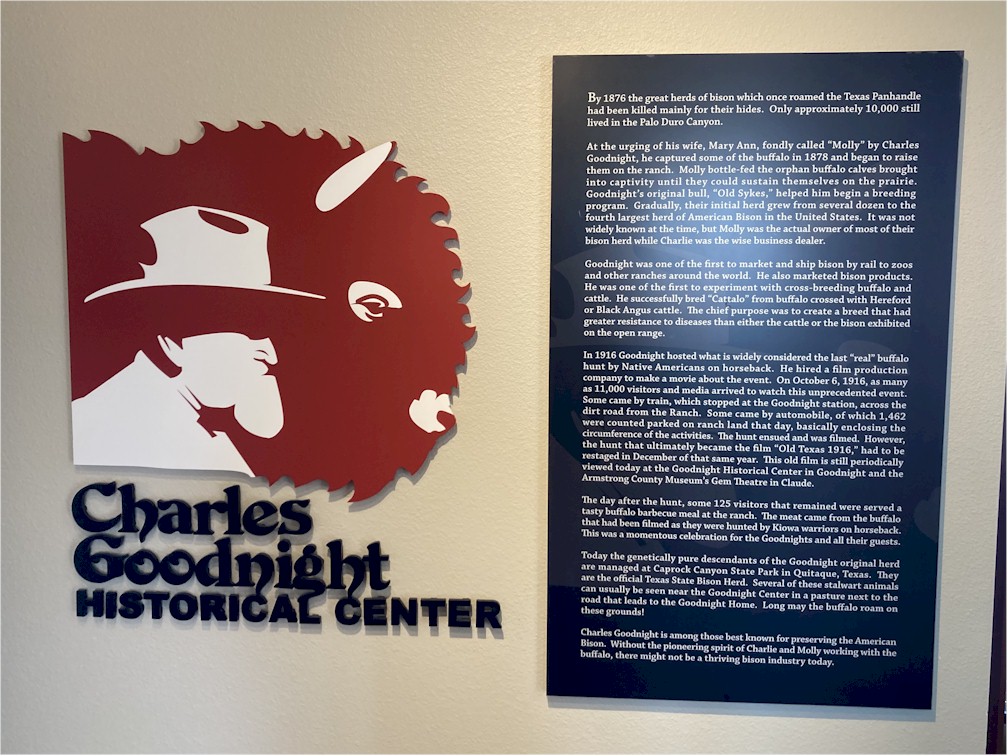 Charles
Goodnight
HISTORICAL CENTER
By 1876 the great herds of bison which once roamed the Texas Panhandle
had been killed mainly for their hides. Only approximately 10,000 still
lived in the Palo Duro Canyon.
At the urging of his wife, Mary Ann, fondly called "Molly" by Charles
Goodnight, he captured some of the buffalo in 1878 and began to raise
them on the ranch. Molly bottle-fed the orphan buffalo calves brought
into captivity until they could sustain themselves on the prairie.
Goodnight's original bull, "Old Sykes," helped him begin a breeding
program. Gradually, their initial herd grew from several dozen to the
fourth largest herd of American Bison in the United States. It was not
widely known at the time, but Molly was the actual owner of most of their
bison herd while Charlie was the wise business dealer.
Goodnight was one of the first to market and ship bison by rail to zoos
and other ranches around the world. He also marketed bison products.
He was one of the first to experiment with cross-breeding buffalo and
cattle. He successfully bred "Cattalo" from buffalo crossed with Hereford
or Black Angus cattle. The chief purpose was to create a breed that had
greater resistance to diseases than either the cattle or the bison exhibited
on the open range.
In 1916 Goodnight hosted what is widely considered the last "real" buffalo
hunt by Native Americans on horseback. He hired a film production
company to make a movie about the event. On October 6, 1916, as many
as 11,000 visitors and media arrived to watch this unprecedented event.
Some came by train, which stopped at the Goodnight station, across the
dirt road from the Ranch. Some came by automobile, of which 1,462
were counted parked on ranch land that day, basically enclosing the
circumference of the activities. The hunt ensued and was filmed. However,
the hunt that ultimately became the film "Old Texas 1916," had to be
restaged in December of that same year. This old film is still periodically
viewed today at the Goodnight Historical Center in Goodnight and the
Armstrong County Museum's Gem Theatre in Claude.
The day after the hunt, some 125 visitors that remained were served a
tasty buffalo barbecue meal at the ranch. The meat came from the buffalo
that had been filmed as they were hunted by Kiowa warriors on horseback.
This was a momentous celebration for the Goodnights and all their guests.
Today the genetically pure descendants of the Goodnight original herd
are managed at Caprock Canyon State Park in Quitaque, Texas. They
are the official Texas State Bison Herd. Several of these stalwart animals
can usually be seen near the Goodnight Center in a pasture next to the
road that leads to the Goodnight Home. Long may the buffalo roam on
these grounds!
Charles Goodnight is among those best known for preserving the American
Bison. Without the pioneering spirit of Charlie and Molly working with the
buffalo, there might not be a thriving bison industry today.